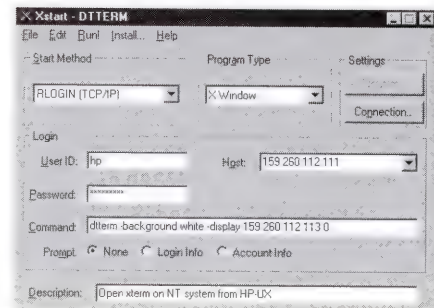 Xstart - DTTERM
File Edit Run! Install... Help
Start Method Program Type Settings
RLOGIN (TCP/IP) X Window
Connection..
Login
User ID: hp Host: 159.260.112.111
Password: *********
Command: dtterm -background white -display 159.260.112.113:0
Prompt: None Login Info Account Info
Description: Open xterm on NT system from HP-UX